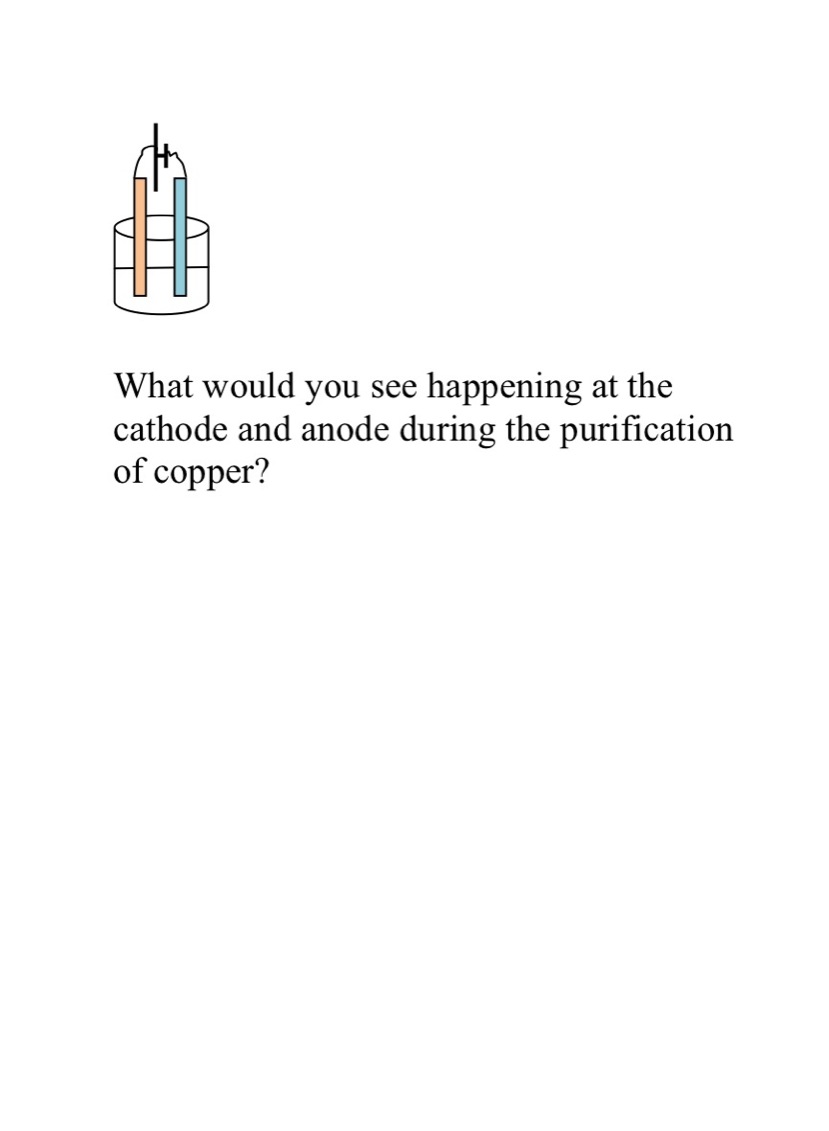 What would you see happening at the
cathode and anode during the purification
of copper?